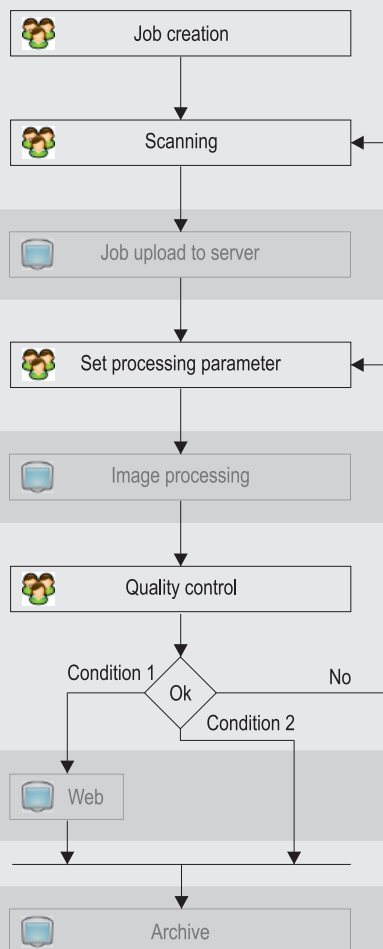 Job creation
Scanning
Job upload to server
Set processing parameter
Image processing
Quality control
Condition 1
Ok
No
Condition 2
Web
Archive